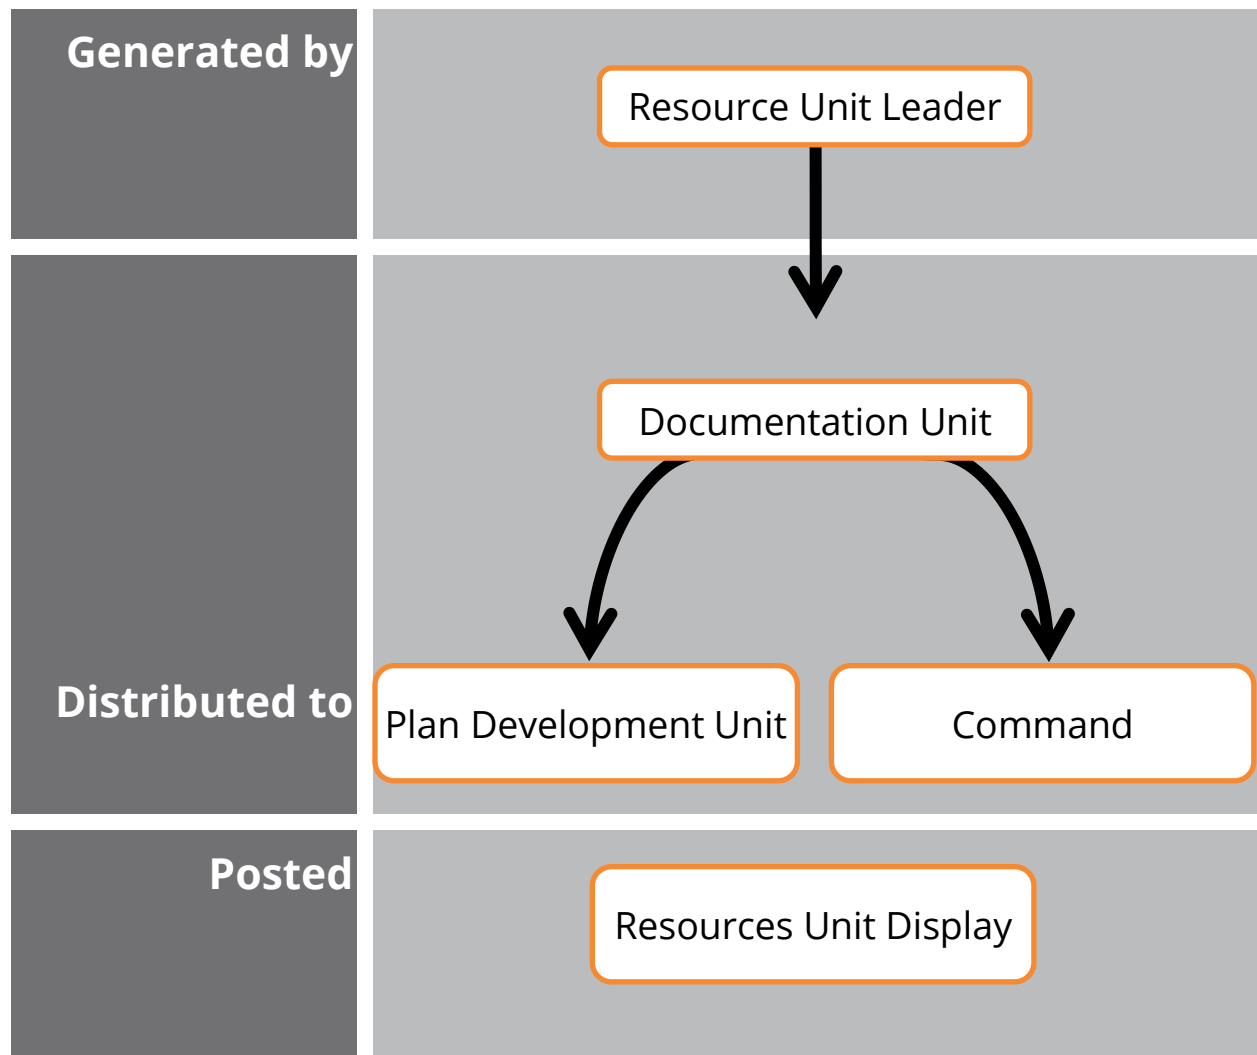 Generated by
Resource Unit Leader
Documentation Unit
Distributed to
Plan Development Unit
Command
Posted
Resources Unit Display